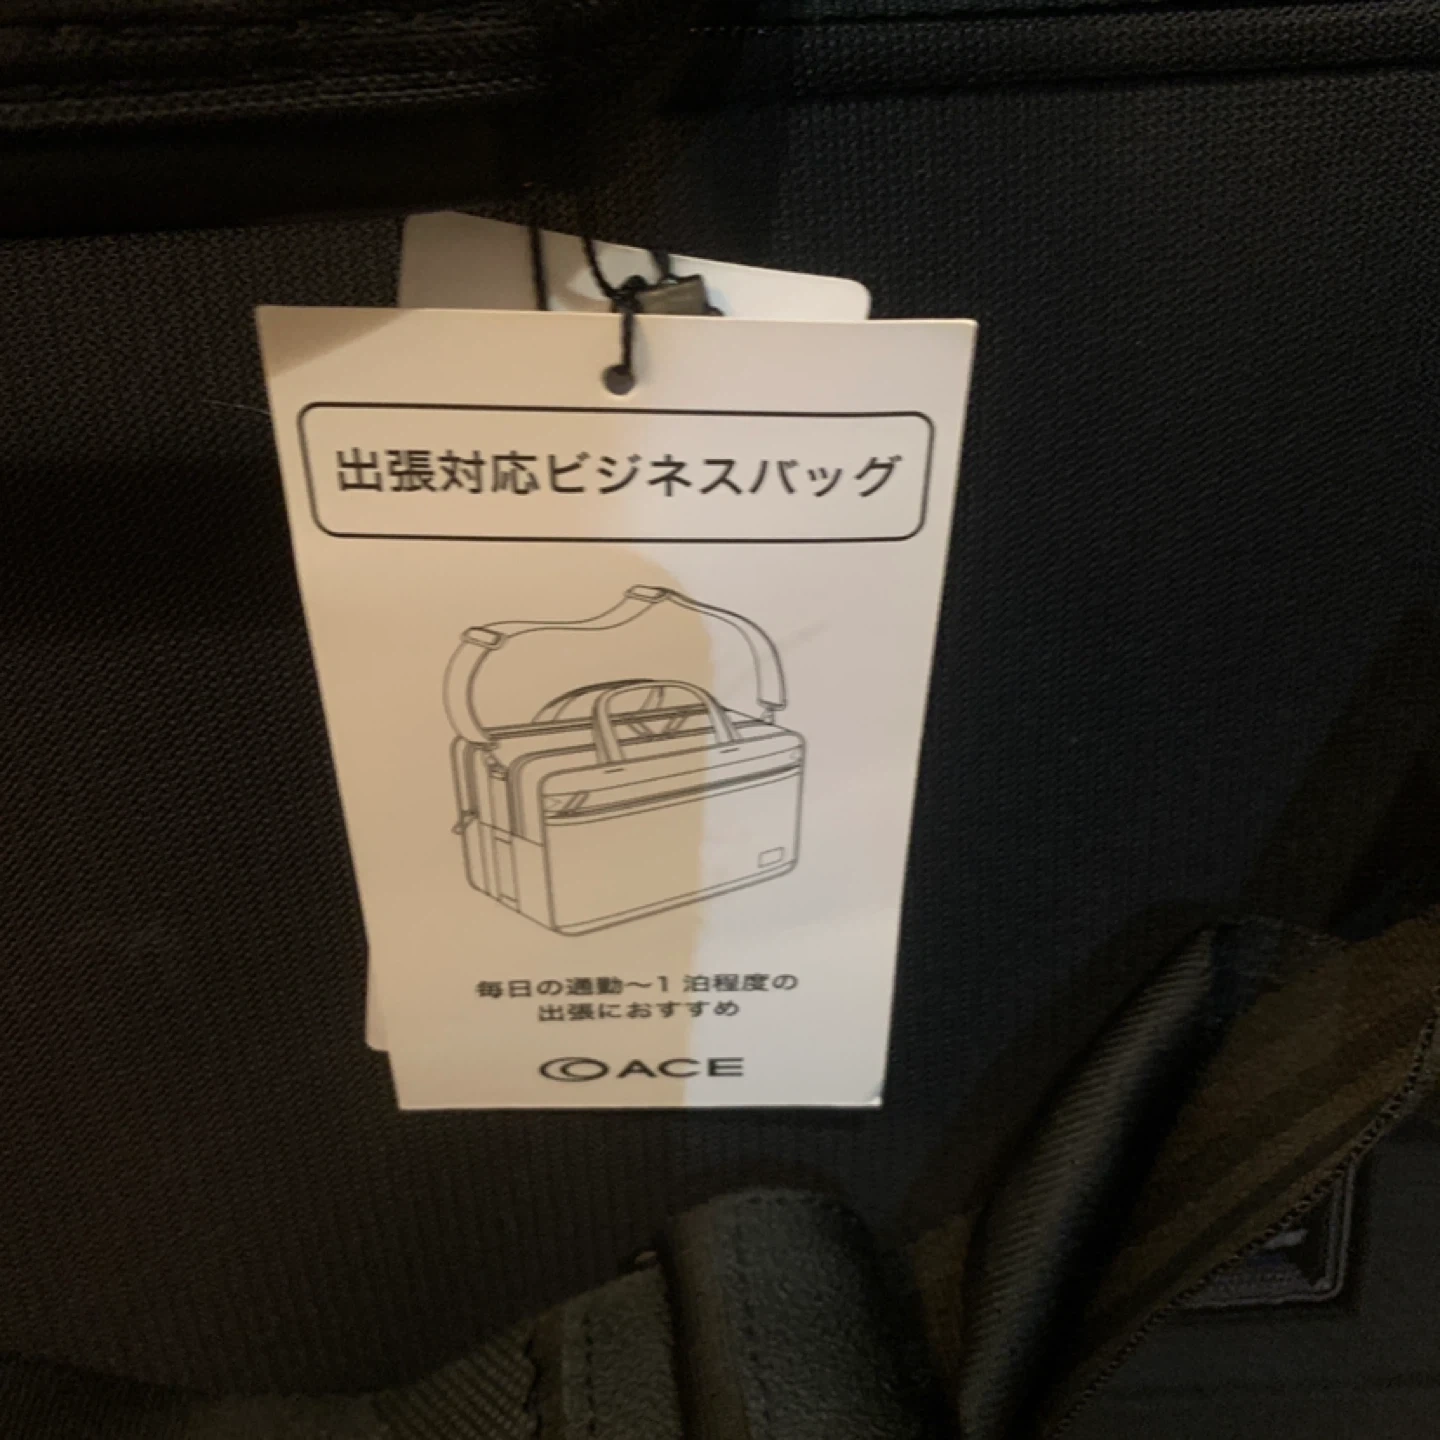 出張対応ビジネスバッグ
毎日の通勤～1 泊程度の
出張におすすめ
ACE